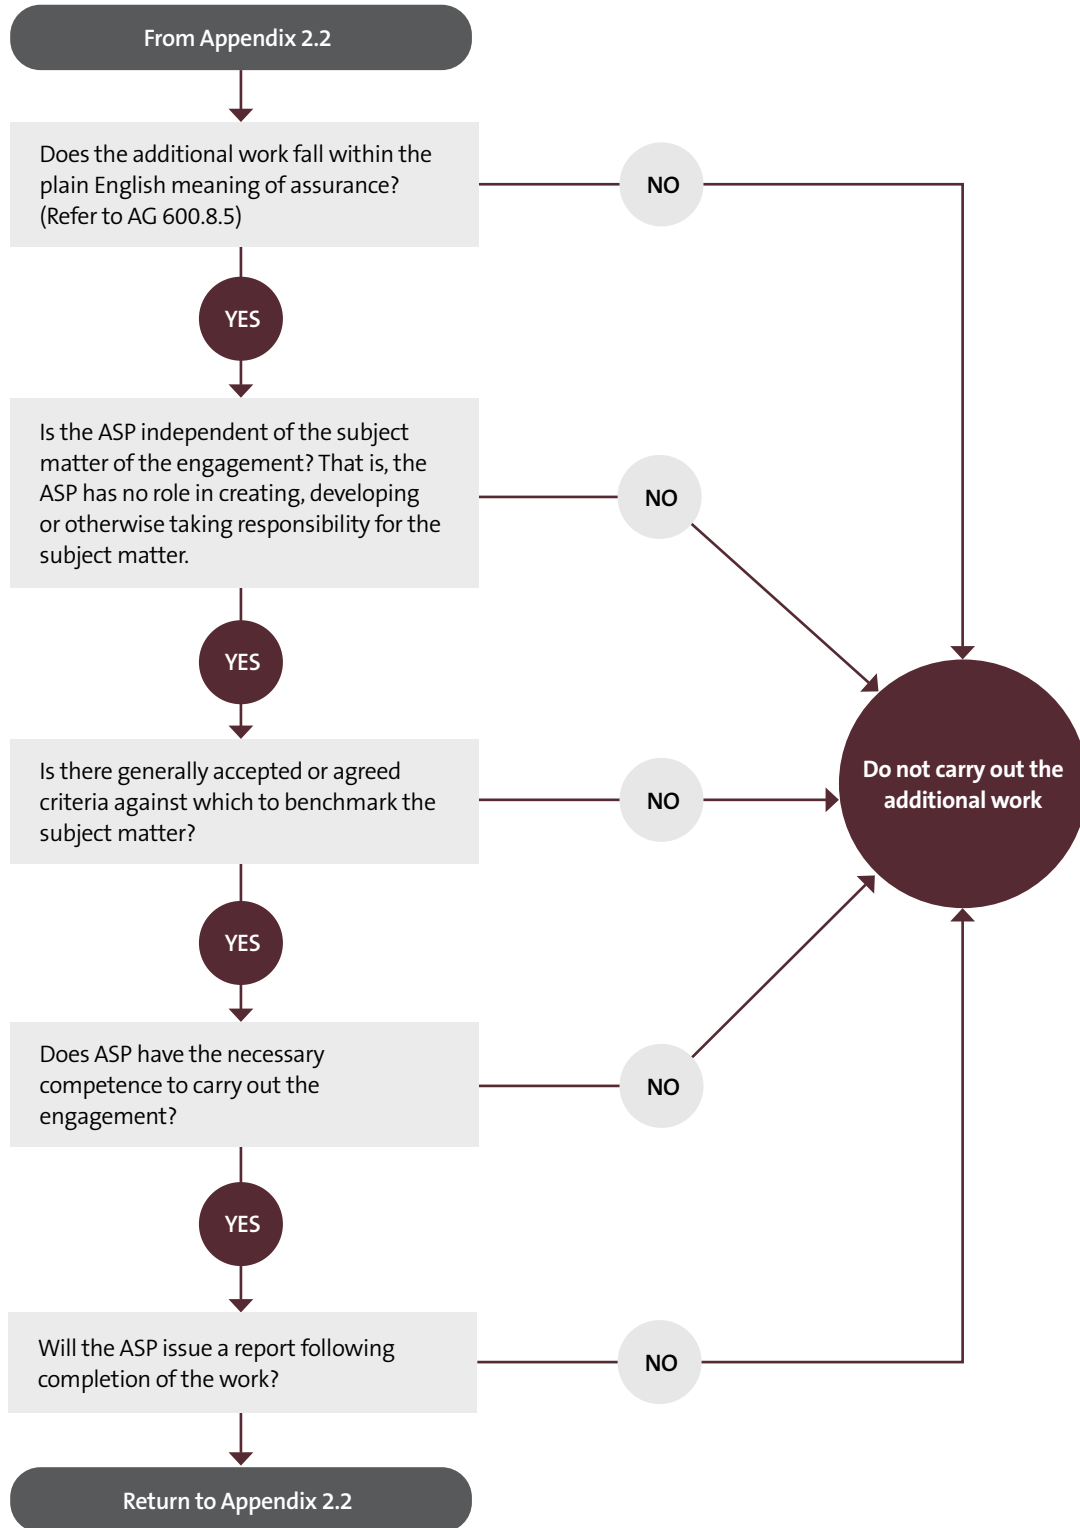 From Appendix 2.2
Does the additional work fall within the
plain English meaning of assurance?
(Refer to AG 600.8.5)
NO
YES
Is the ASP independent of the subject
matter of the engagement? That is, the
ASP has no role in creating, developing
or otherwise taking responsibility for the
subject matter.
NO
YES
Is there generally accepted or agreed
criteria against which to benchmark the
subject matter?
NO
Do not carry out the
additional work
YES
Does ASP have the necessary
competence to carry out the
engagement?
NO
YES
Will the ASP issue a report following
completion of the work?
NO
Return to Appendix 2.2